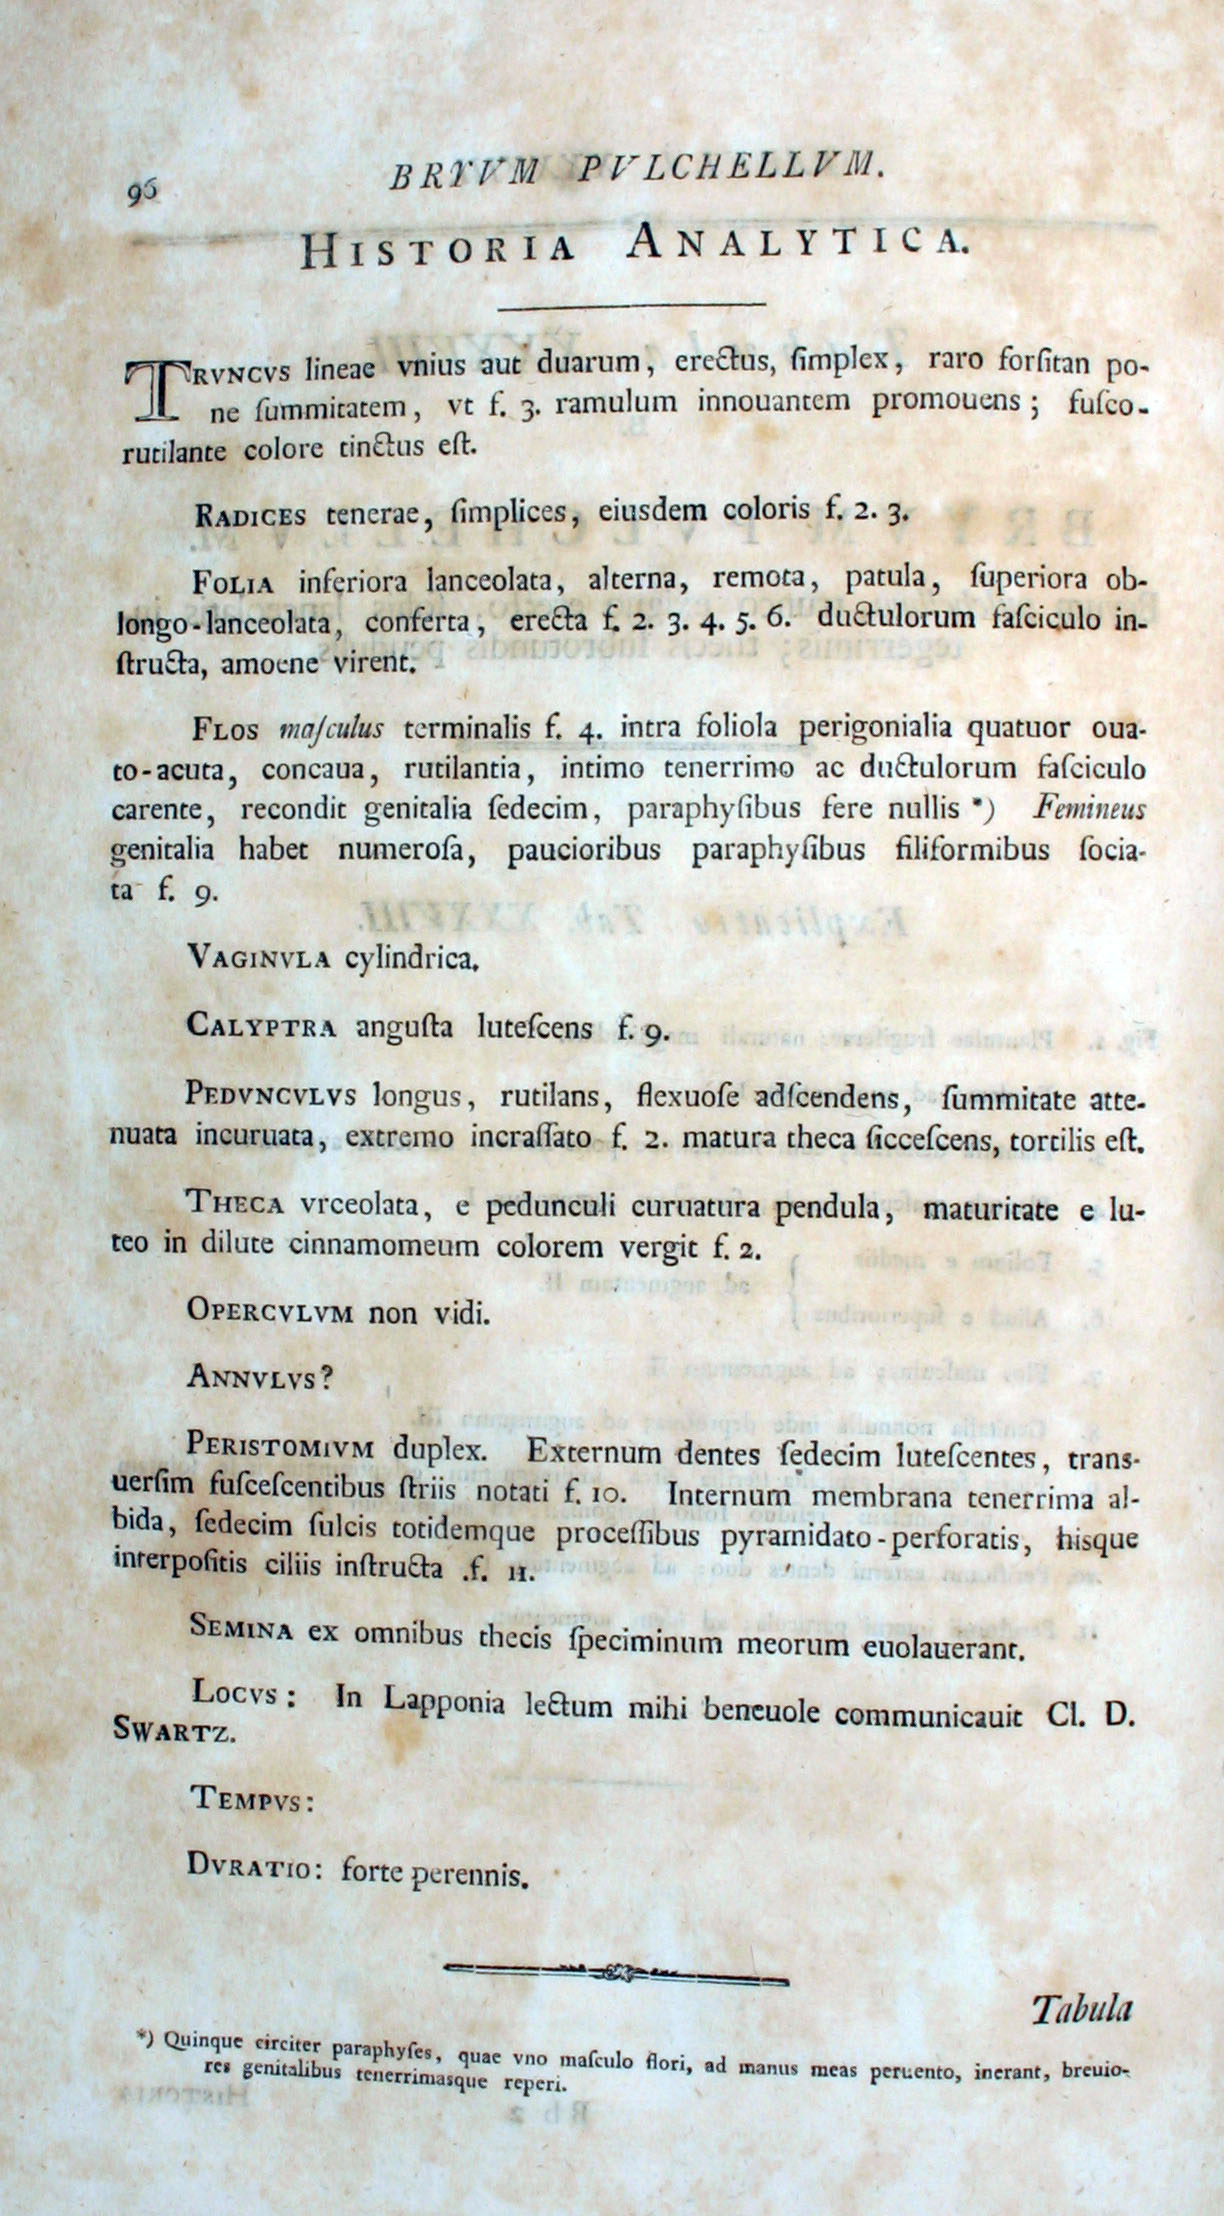 96
BRYVM PVLCHELLVM.
HISTORIA ANALYTICA.
TRVNCVS lineae vnius aut duarum, erectus, ſimplex, raro forſitan po-
ne ſummitatem, vt f. 3. ramulum innouantem promouens; fuſco-
rutilante colore tinctus eſt.
RADICES tenerae, ſimplices, eiusdem coloris f. 2. 3.
FOLIA inferiora lanceolata, alterna, remota, patula, ſuperiora ob-
longo-lanceolata, conferta, erecta f. 2. 3. 4. 5. 6. ductulorum faſciculo in-
ſtructa, amoene virent.
FLOS maſculus terminalis f. 4. intra foliola perigonialia quatuor oua-
to-acuta, concaua, rutilantia, intimo tenerrimo ac ductulorum faſciculo
carente, recondit genitalia ſedecim, paraphyſibus fere nullis *) Femineus
genitalia habet numeroſa, paucioribus paraphyſibus filiformibus ſocia-
ta f. 9.
VAGINVLA cylindrica.
CALYPTRA anguſta luteſcens f. 9.
PEDVNCVLVS longus, rutilans, flexuoſe adſcendens, ſummitate atte-
nuata incuruata, extremo incraſſato f. 2. matura theca ſicceſcens, tortilis eſt.
THECA vrceolata, e pedunculi curuatura pendula, maturitate e lu-
teo in dilute cinnamomeum colorem vergit f. 2.
OPERCVLVM non vidi.
ANNVLVS?
PERISTOMIVM duplex. Externum dentes ſedecim luteſcentes, trans-
uerſim fuſceſcentibus ſtriis notati f. 10. Internum membrana tenerrima al-
bida, ſedecim ſulcis totidemque proceſſibus pyramidato-perforatis, hisque
interpoſitis ciliis inſtructa f. 11.
SEMINA ex omnibus thecis ſpeciminum meorum euolauerant.
LOCVS: In Lapponia lectum mihi beneuole communicauit Cl. D.
SWARTZ.
TEMPVS:
DVRATIO: forte perennis.
Tabula
*) Quinque circiter paraphyſes, quae vno maſculo flori, ad manus meas peruento, inerant, breuio-
res genitalibus tenerrimasque reperi.